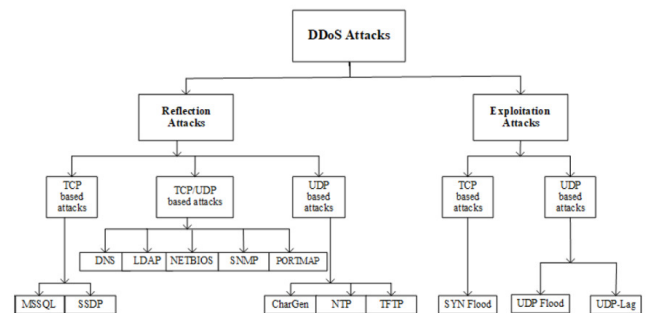 DDoS Attacks
Reflection
Attacks
Exploitation
Attacks
TCP
based
attacks
TCP/UDP
based attacks
UDP
based
attacks
TCP
based
attacks
UDP
based
attacks
DNS
LDAP
NETBIOS
SNMP
PORTMAP
MSSQL
SSDP
CharGen
NTP
TFTP
SYN Flood
UDP Flood
UDP-Lag